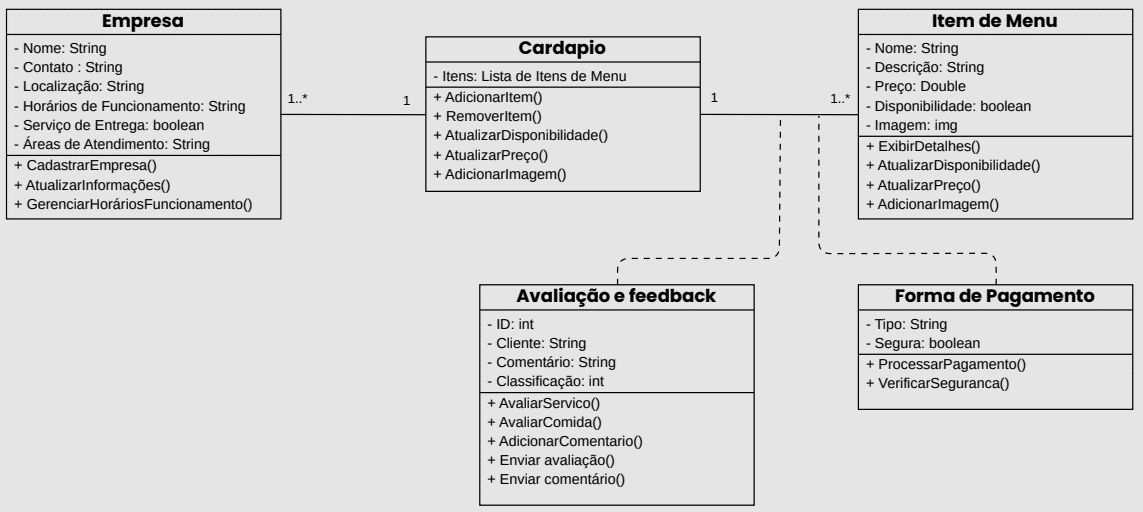 Empresa
- Nome: String
- Contato : String
- Localização: String
- Horários de Funcionamento: String
- Serviço de Entrega: boolean
- Áreas de Atendimento: String
+ CadastrarEmpresa()
+ AtualizarInformações()
+ GerenciarHoráriosFuncionamento()
1..*
1
Cardapio
- Itens: Lista de Itens de Menu
+ AdicionarItem()
+ RemoverItem()
+ AtualizarDisponibilidade()
+ AtualizarPreço()
+ AdicionarImagem()
1
1..*
Item de Menu
- Nome: String
- Descrição: String
- Preço: Double
- Disponibilidade: boolean
- Imagem: img
+ ExibirDetalhes()
+ AtualizarDisponibilidade()
+ AtualizarPreço()
+ AdicionarImagem()
Avaliação e feedback
- ID: int
- Cliente: String
- Comentário: String
- Classificação: int
+ AvaliarServico()
+ AvaliarComida()
+ AdicionarComentario()
+ Enviar avaliação()
+ Enviar comentário()
Forma de Pagamento
- Tipo: String
- Segura: boolean
+ ProcessarPagamento()
+ VerificarSeguranca()